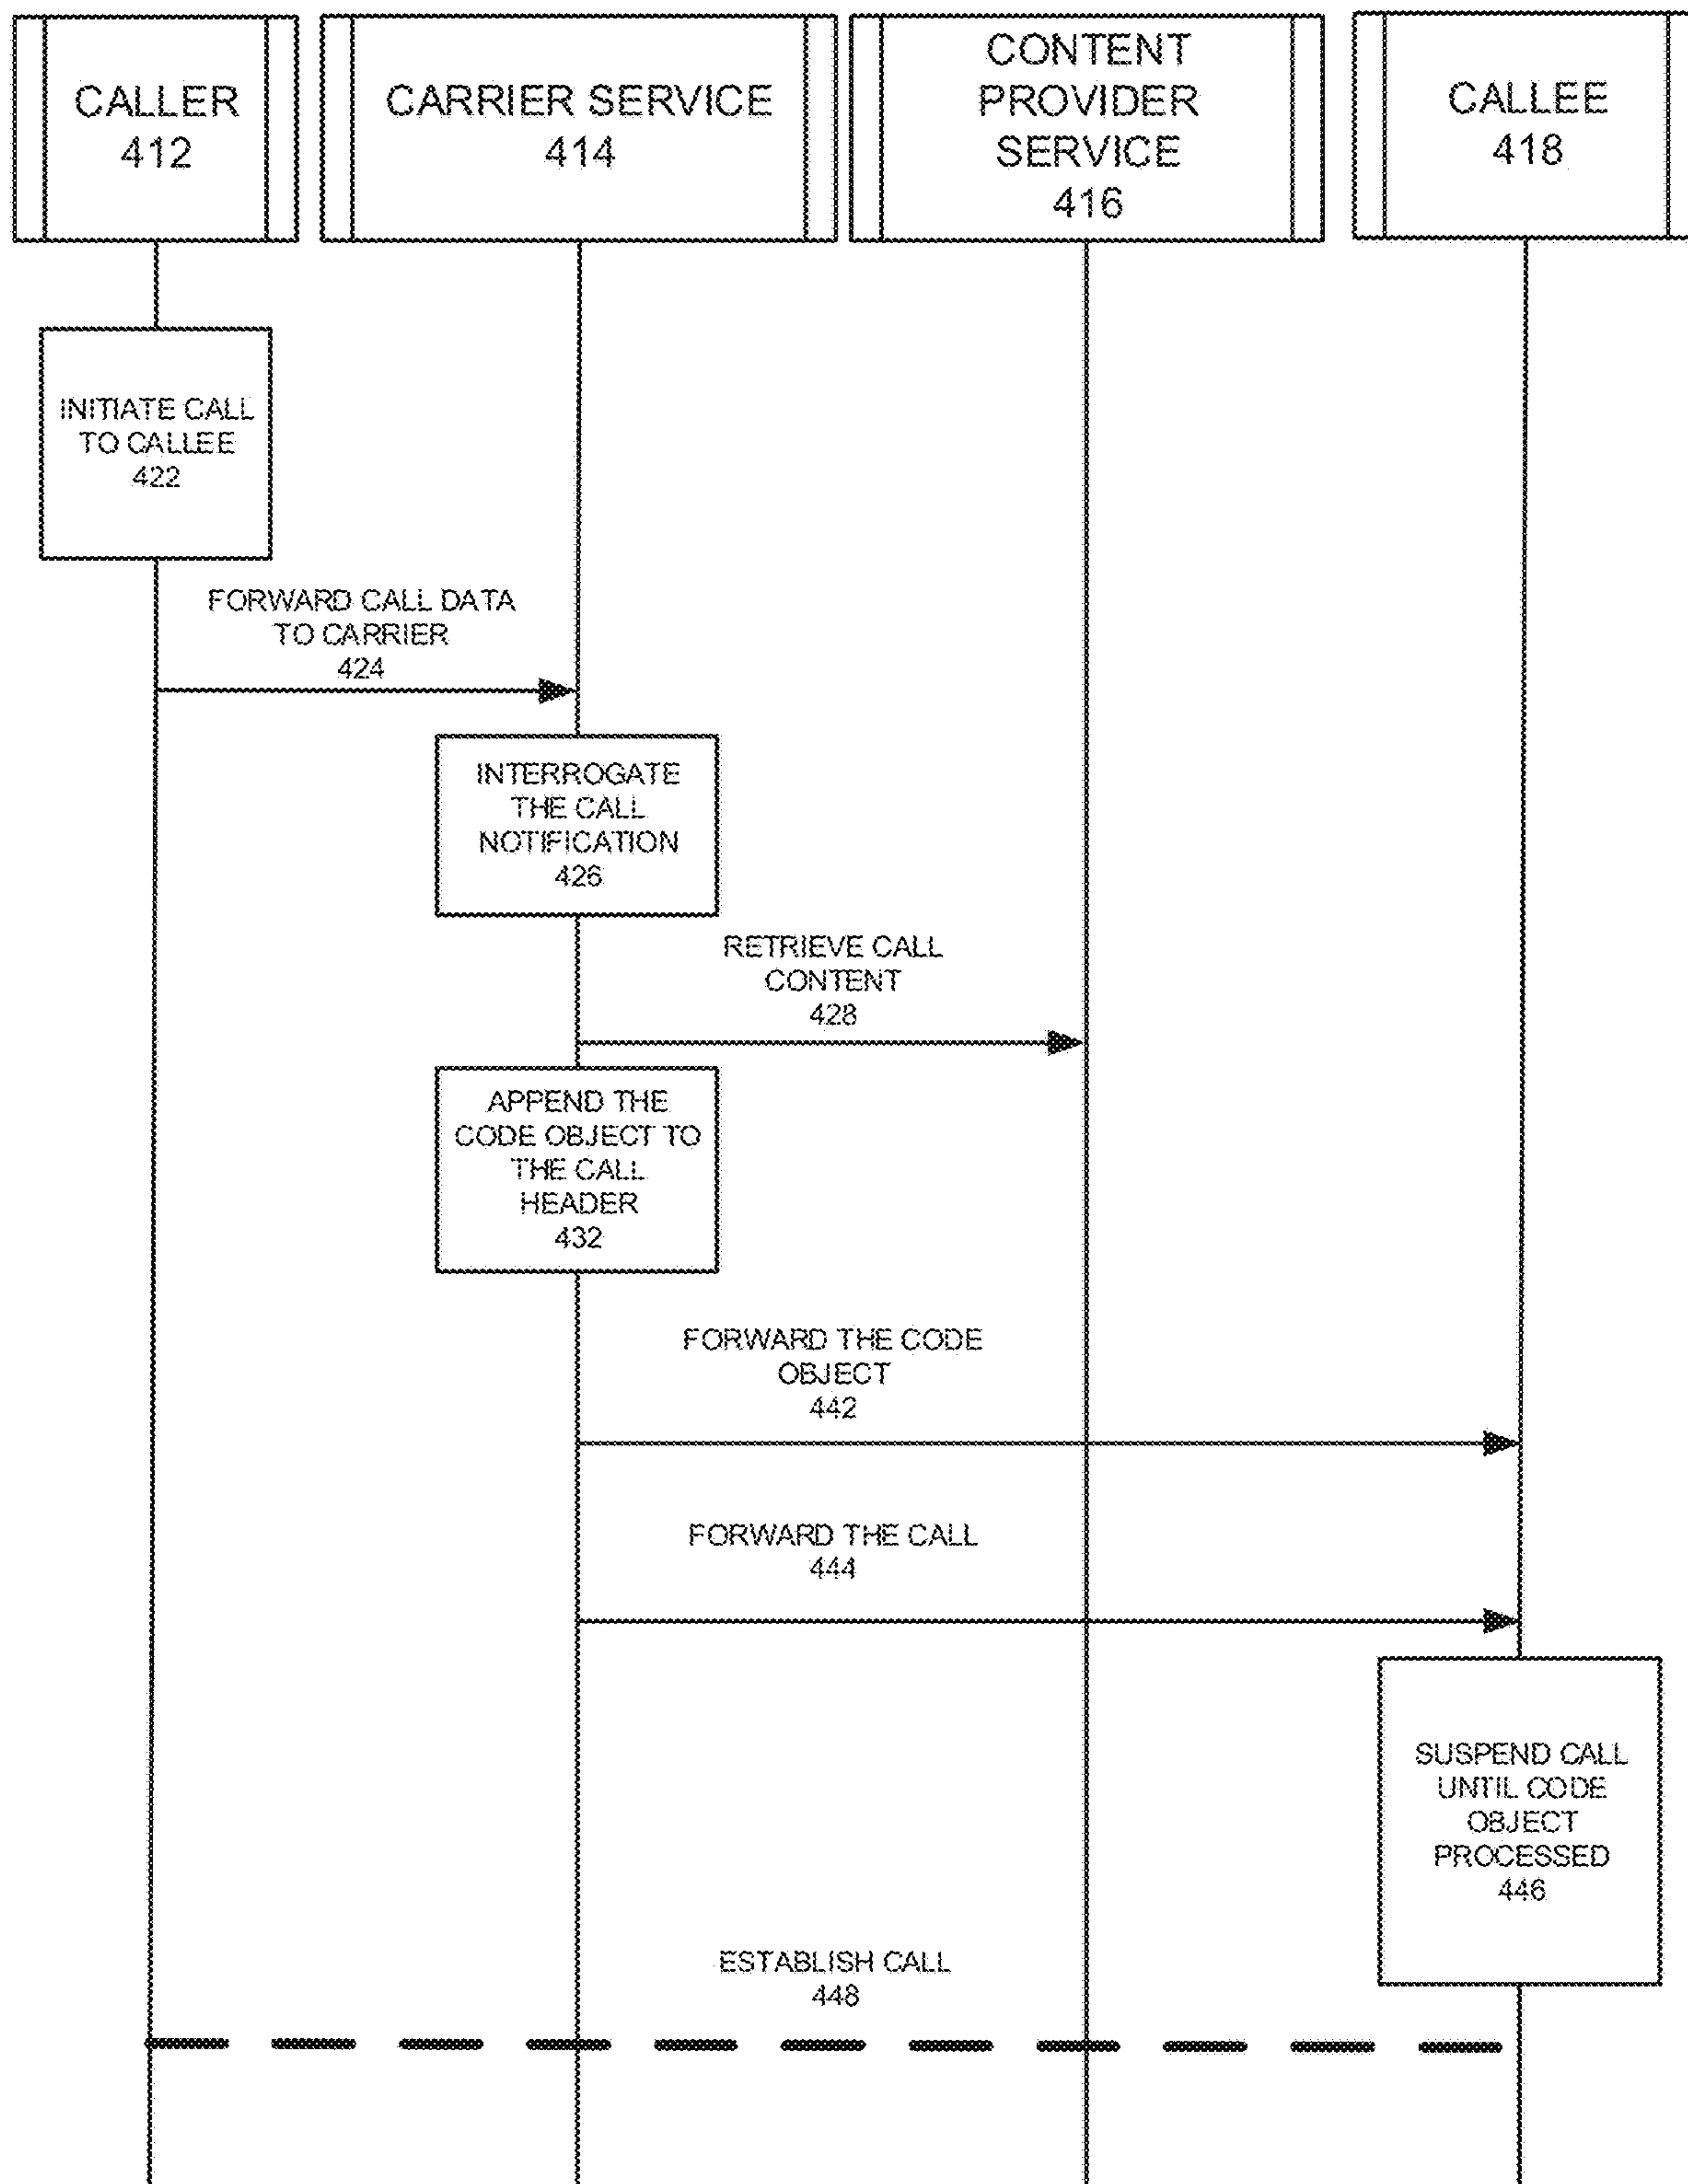 CALLER
412
CARRIER SERVICE
414
CONTENT
PROVIDER
SERVICE
416
CALLEE
418
INITIATE CALL
TO CALLEE
422
FORWARD CALL DATA
TO CARRIER
424
INTERROGATE
THE CALL
NOTIFICATION
426
RETRIEVE CALL
CONTENT
428
APPEND THE
CODE OBJECT TO
THE CALL
HEADER
432
FORWARD THE CODE
OBJECT
442
FORWARD THE CALL
444
SUSPEND CALL
UNTIL CODE
OBJECT
PROCESSED
446
ESTABLISH CALL
448